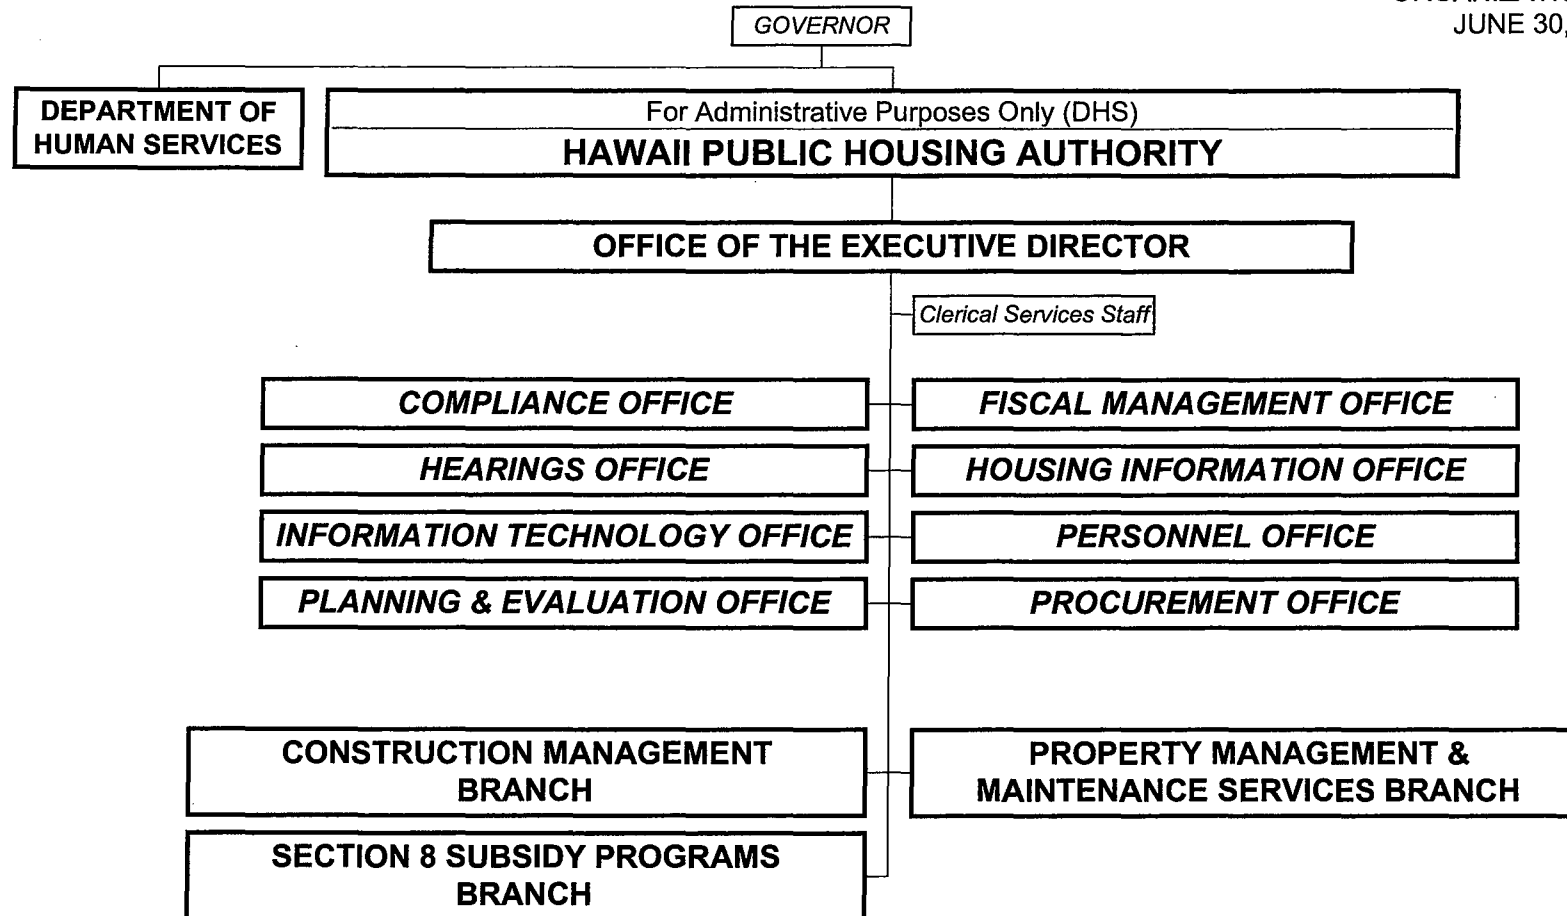 JUNE 30,
GOVERNOR
DEPARTMENT OF
HUMAN SERVICES
For Administrative Purposes Only (DHS)
HAWAII PUBLIC HOUSING AUTHORITY
OFFICE OF THE EXECUTIVE DIRECTOR
Clerical Services Staff
COMPLIANCE OFFICE
FISCAL MANAGEMENT OFFICE
HEARINGS OFFICE
HOUSING INFORMATION OFFICE
INFORMATION TECHNOLOGY OFFICE
PERSONNEL OFFICE
PLANNING & EVALUATION OFFICE
PROCUREMENT OFFICE
CONSTRUCTION MANAGEMENT
BRANCH
PROPERTY MANAGEMENT &
MAINTENANCE SERVICES BRANCH
SECTION 8 SUBSIDY PROGRAMS
BRANCH